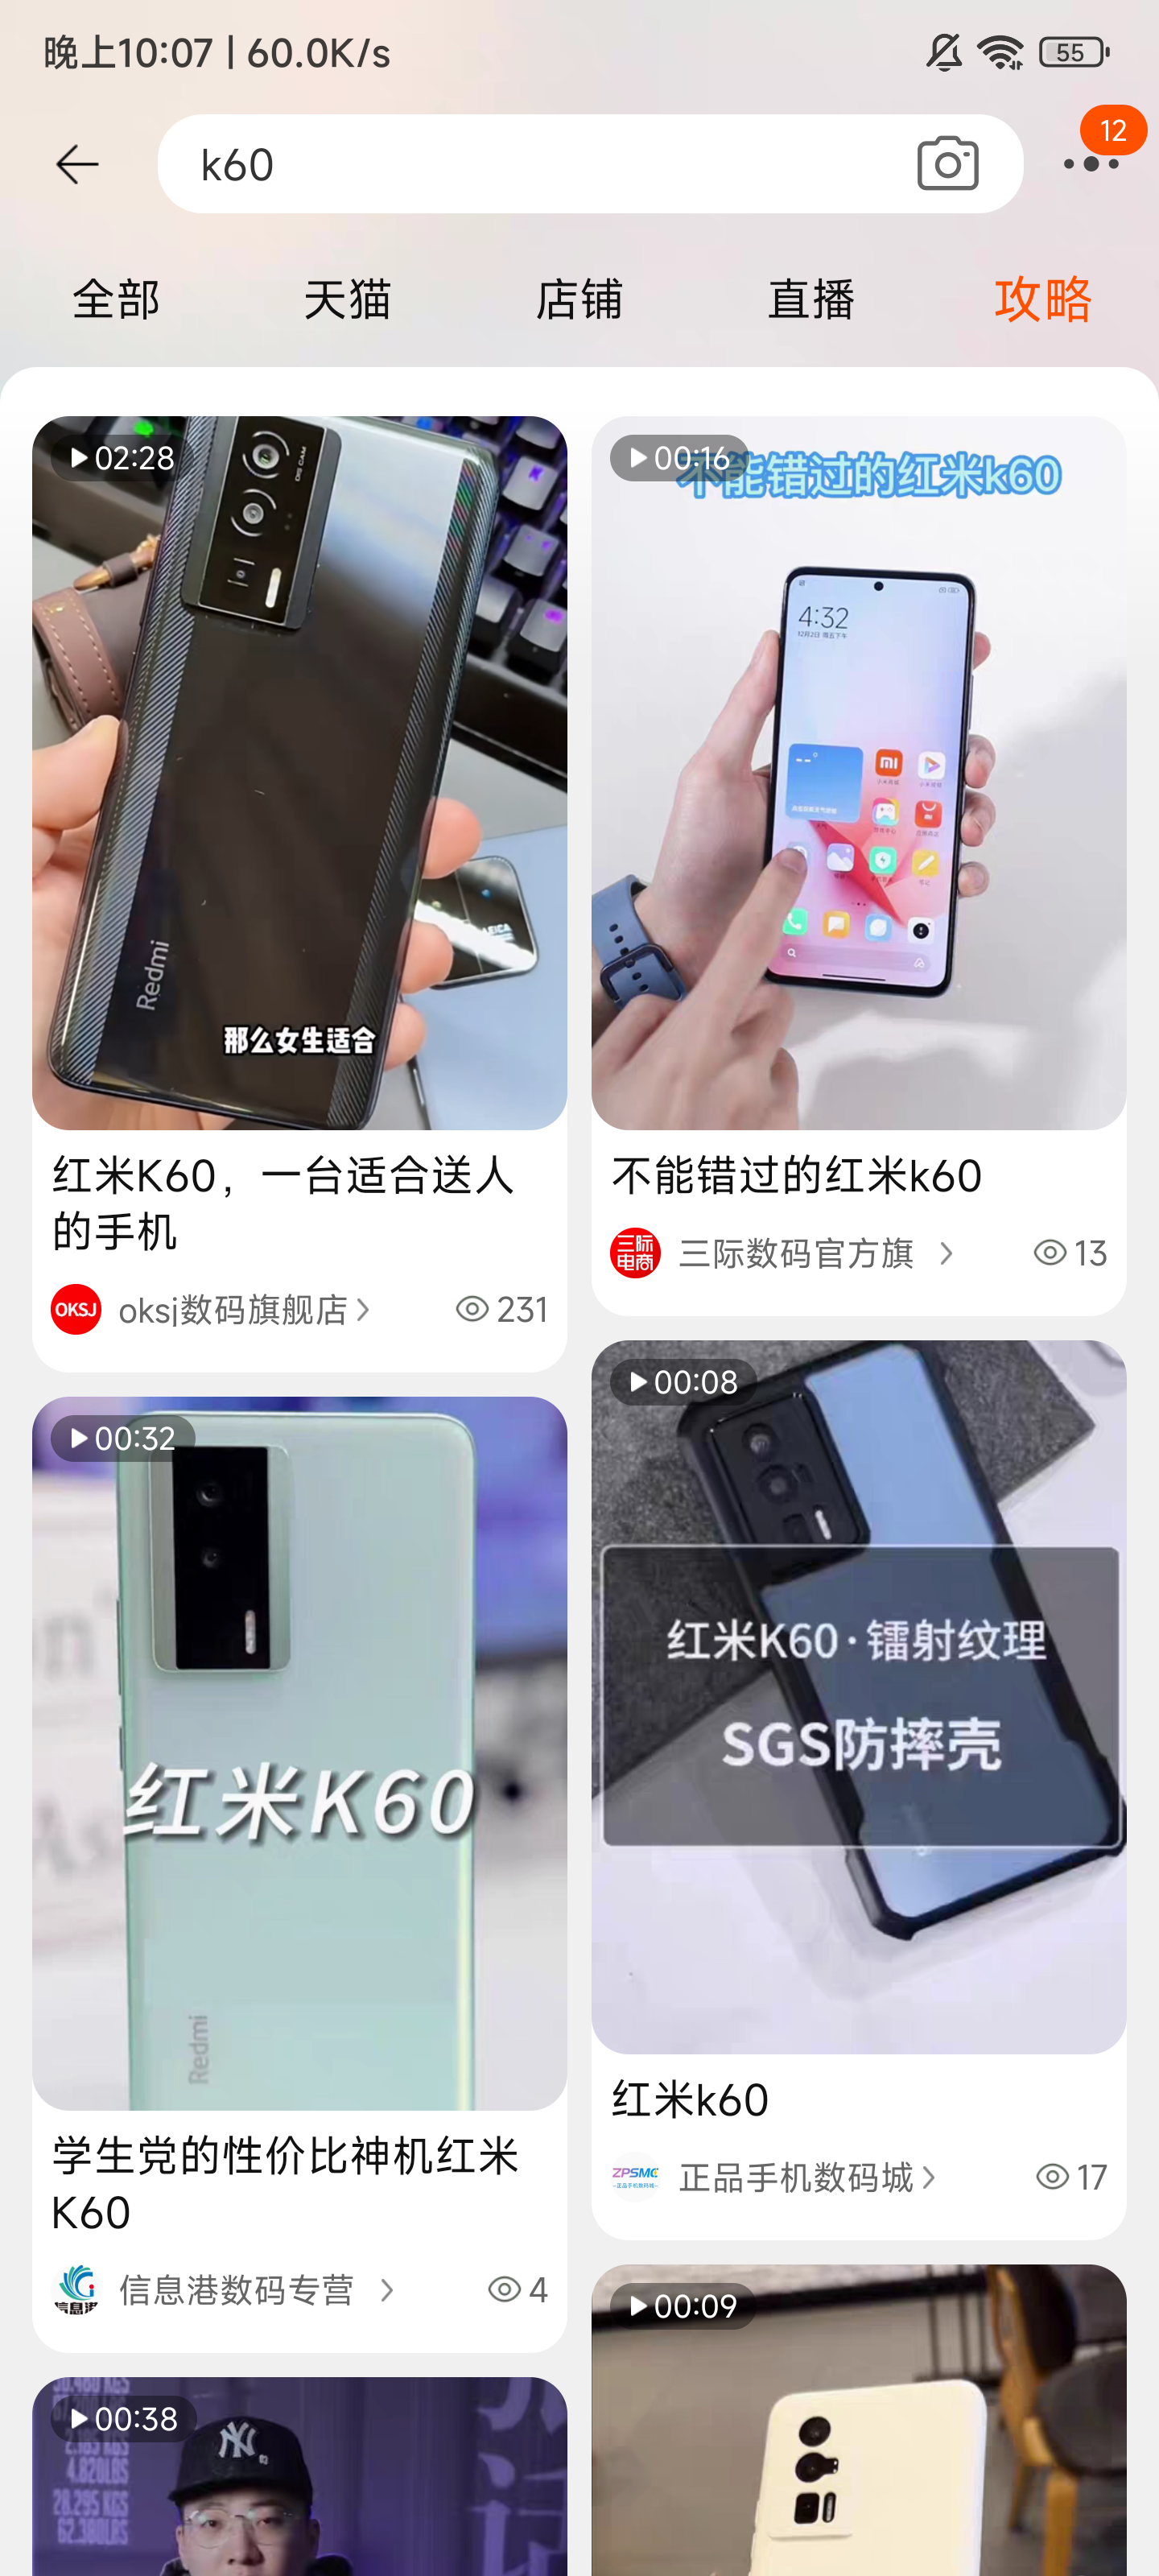 晚上10:07 | 60.0K/s
55
k60
12
全部
天猫
店铺
直播
攻略
02:28
Redmi
那么女生适合
红米K60，一台适合送人
的手机
OKSJ
oksj数码旗舰店
231
00:16
不能错过的红米k60
4:32
不能错过的红米k60
三际
电商
三际数码官方旗
13
00:32
红米K60
Redmi
学生党的性价比神机红米
K60
信息港数码专营
4
00:08
红米K60·镭射纹理
SGS防摔壳
红米k60
ZPSMC
正品手机数码城
17
00:38
4.820LBS
28.295 KGS
62.380LBS
NY
00:09